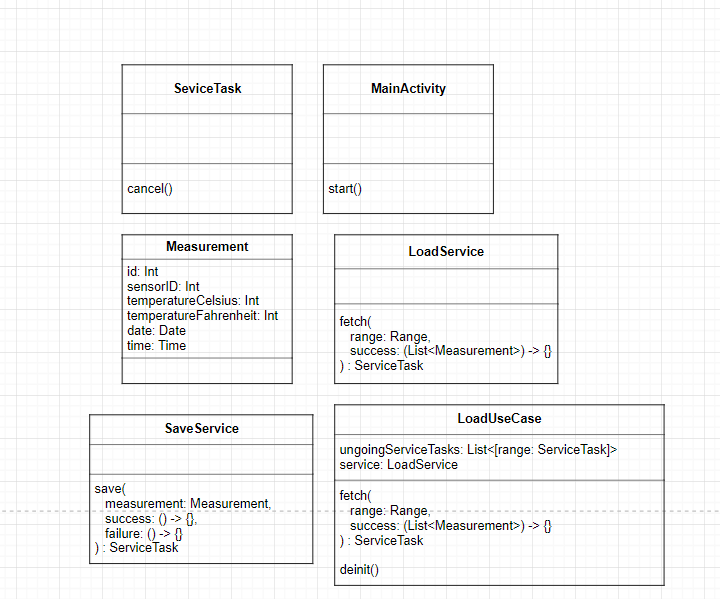 SeviceTask
cancel()
MainActivity
start()
Measurement
id: Int
sensorID: Int
temperatureCelsius: Int
temperatureFahrenheit: Int
date: Date
time: Time
LoadService
fetch(
range: Range,
success: (List<Measurement>) -> {}
) : ServiceTask
SaveService
save(
measurement: Measurement,
success: () -> {},
failure: () -> {}
) : ServiceTask
LoadUseCase
ungoingServiceTasks: List<[range: ServiceTask]>
service: LoadService
fetch(
range: Range,
success: (List<Measurement>) -> {}
) : ServiceTask
deinit()